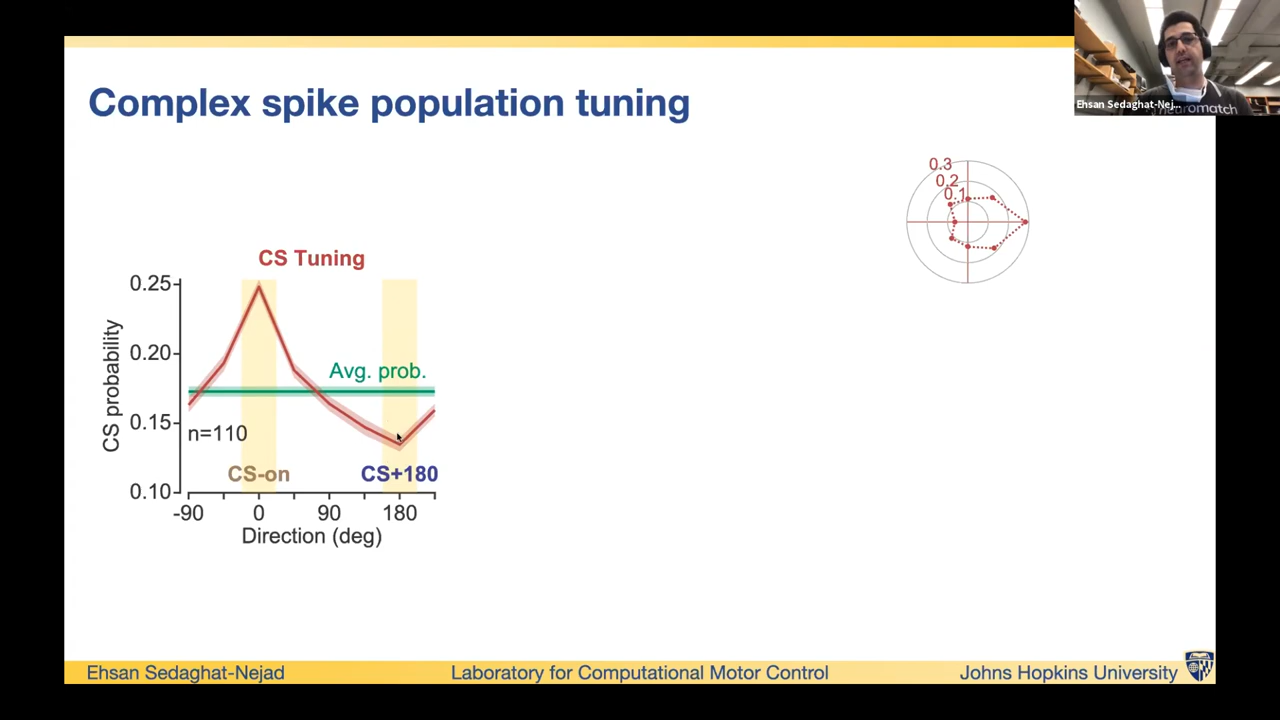 Complex spike population tuning
Ehsan Sedaghat-Nej...
neuromatch
0.3
0.2
0.1
CS Tuning
0.25
0.20
0.15
0.10
CS probability
Avg. prob.
n=110
CS-on
CS+180
-90 0 90 180
Direction (deg)
Ehsan Sedaghat-Nejad Laboratory for Computational Motor Control Johns Hopkins University